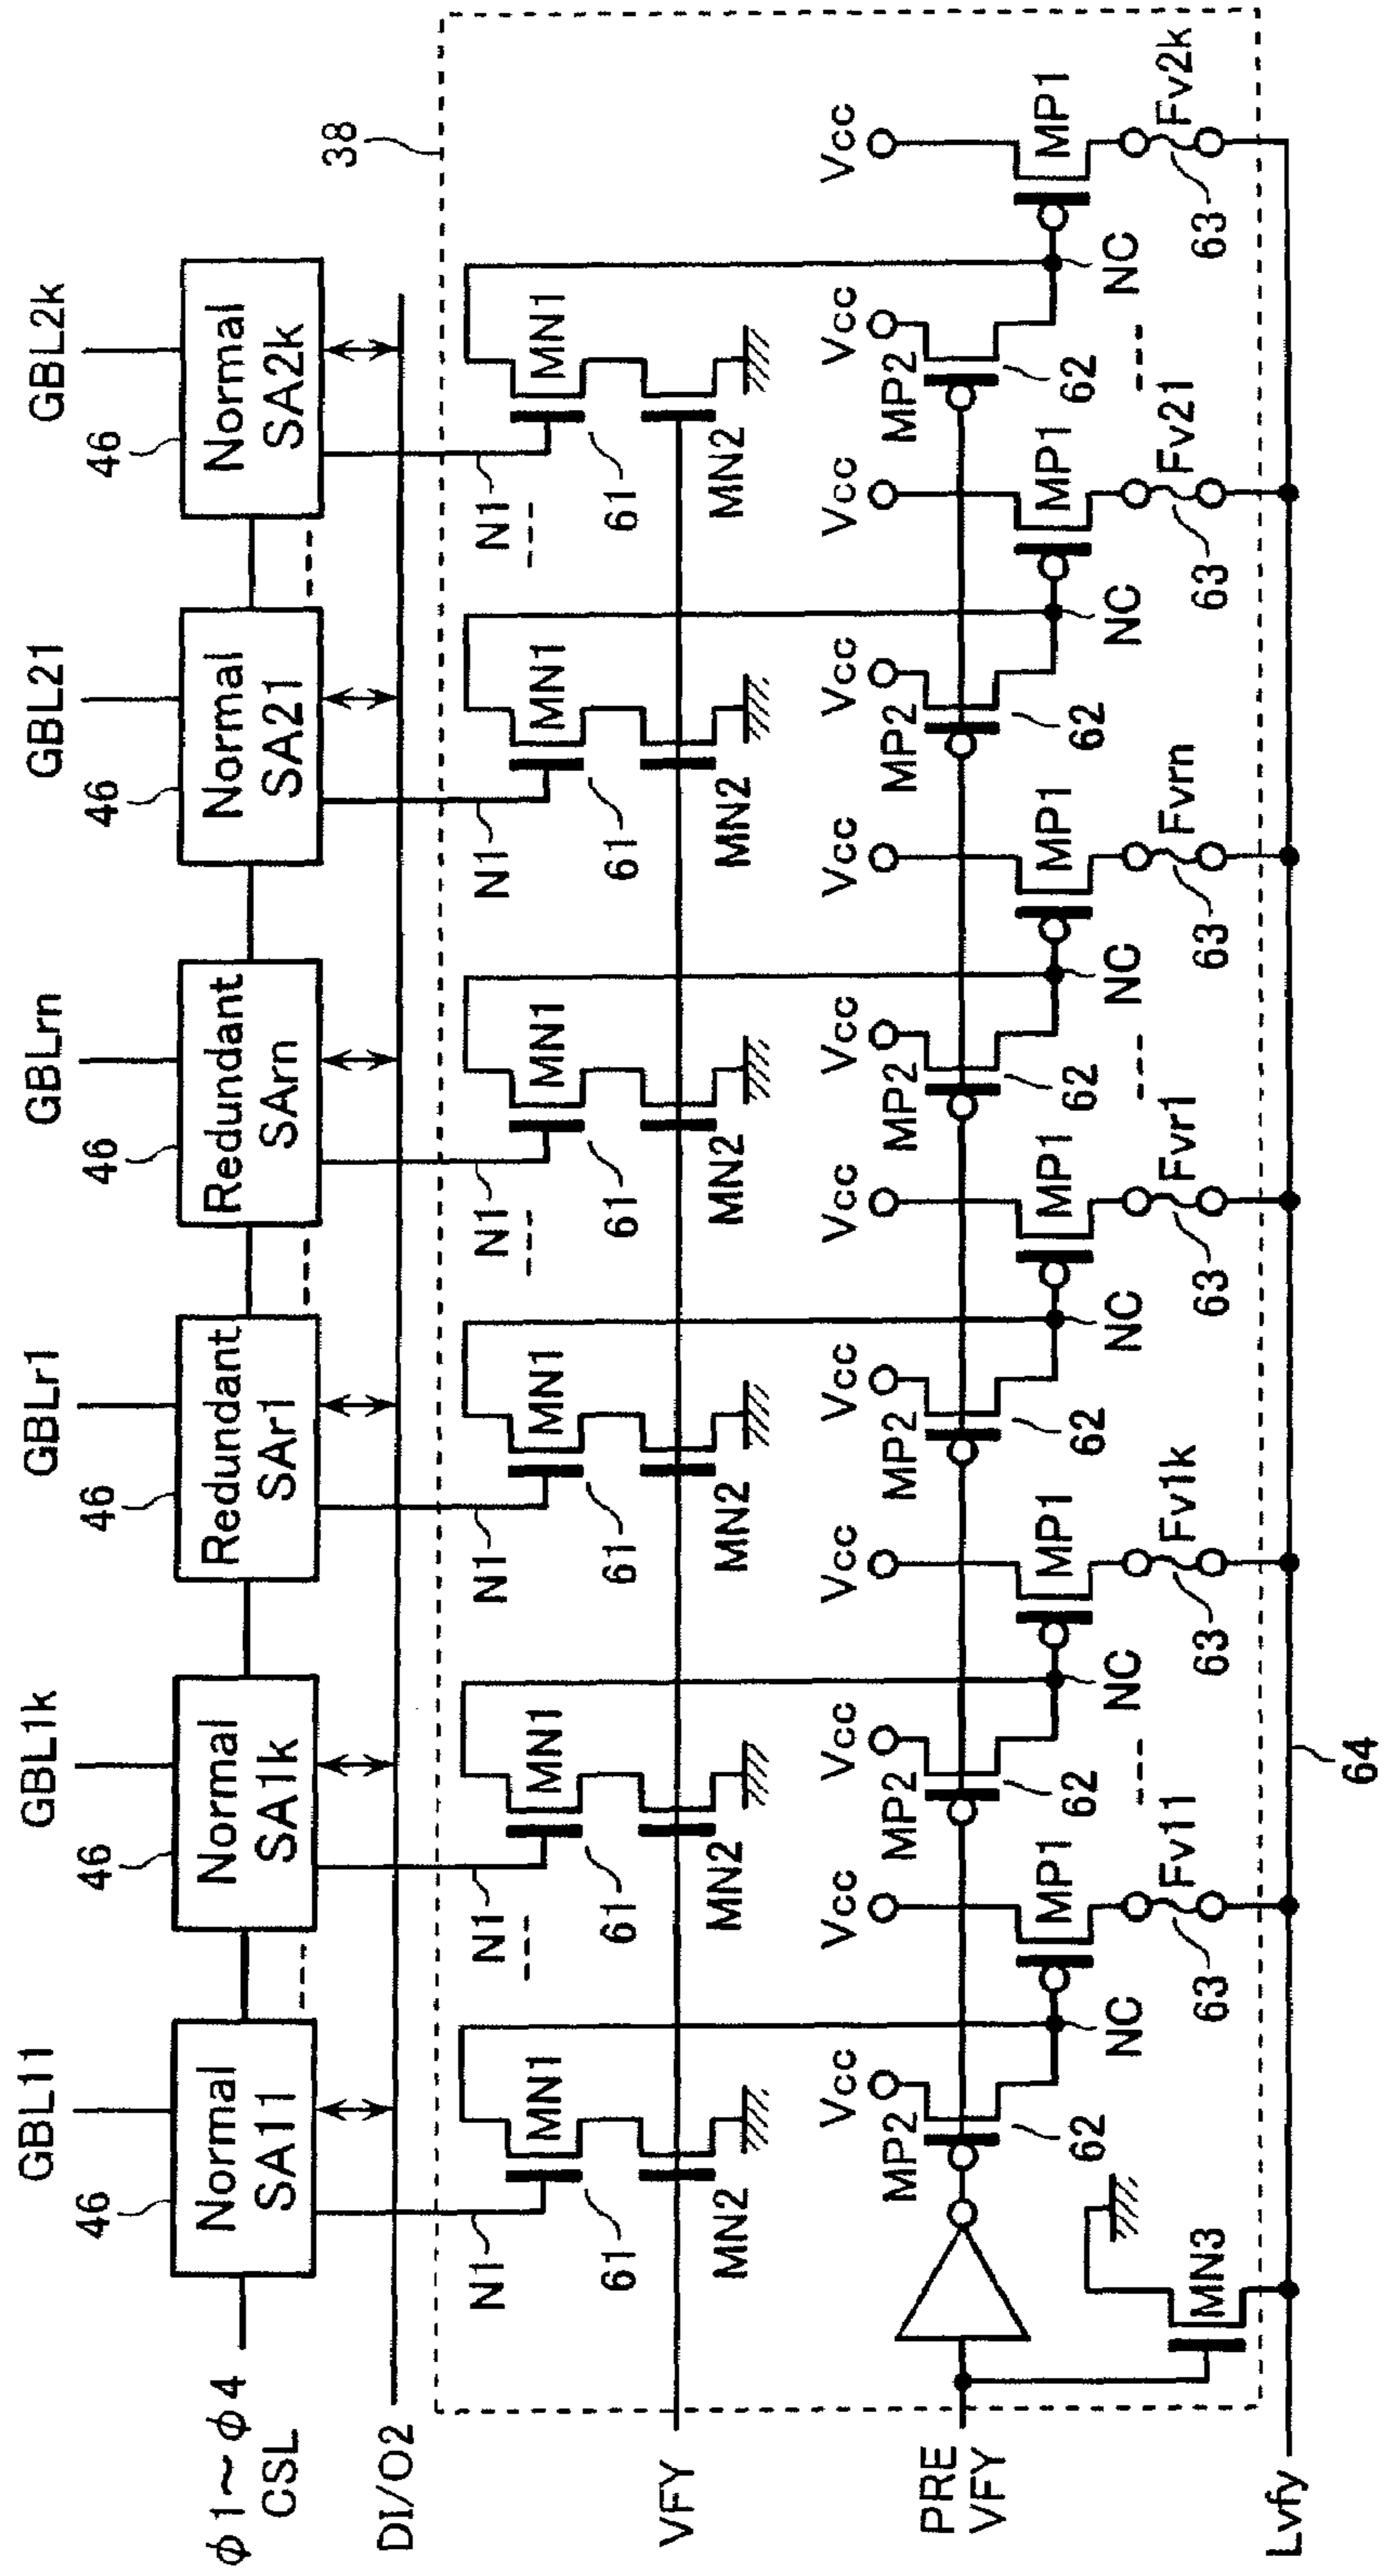 GBL11 GBL1k GBLr1 GBLrn GBL21 GBL2k
46 46 46 46 46 46
Normal SA11
Normal SA1k
Redundant SAr1
Redundant SArn
Normal SA21
Normal SA2k
φ1~φ4
CSL
DI/O2
38
N1 N1 N1 N1 N1 N1
MN1 MN1 MN1 MN1 MN1 MN1
61 61 61 61 61 61
VFY
MN2 MN2 MN2 MN2 MN2 MN2
Vcc Vcc Vcc Vcc Vcc Vcc Vcc Vcc Vcc Vcc Vcc Vcc
MP2 MP2 MP2 MP2 MP2 MP2
PRE
VFY
62 62 62 62 62 62
MP1 MP1 MP1 MP1 MP1 MP1
NC NC NC NC NC NC
MN3
Fv11 Fv1k Fvr1 Fvrn Fv21 Fv2k
63 63 63 63 63 63
Lvfy
64